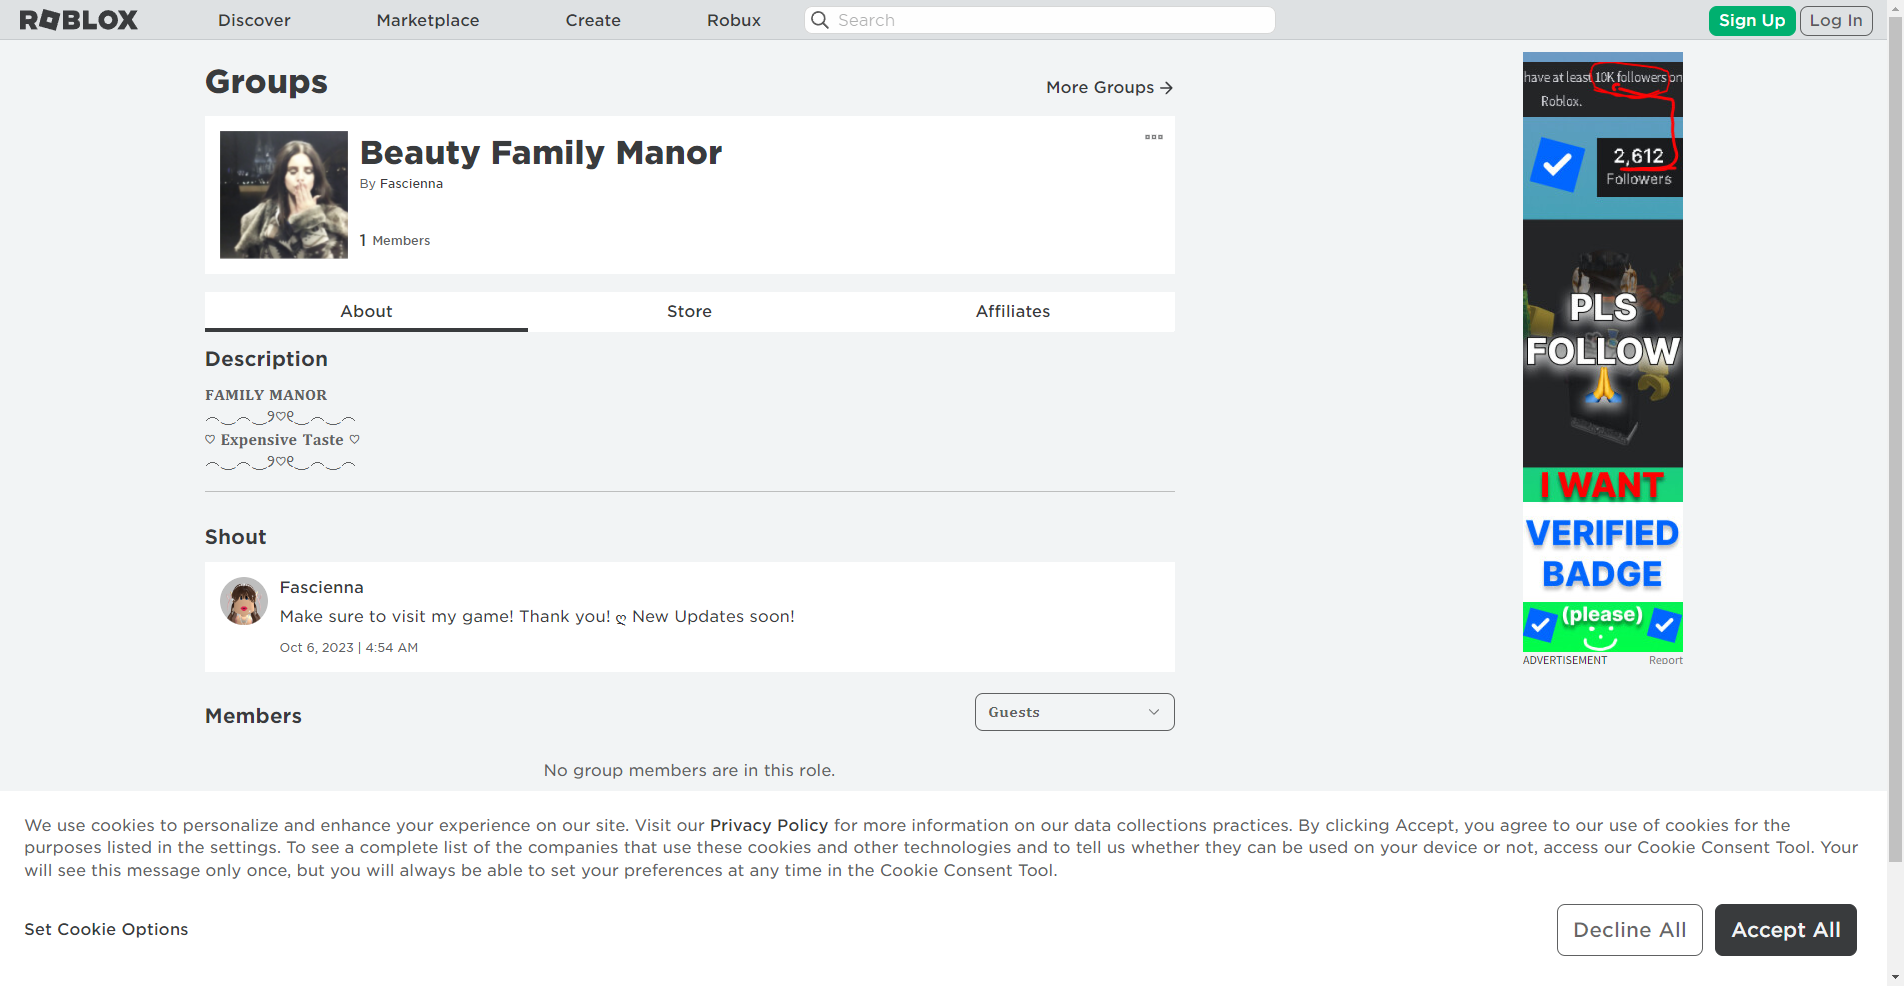 ROBLOX
Discover
Marketplace
Create
Robux
Search
Sign Up
Log In
Groups
More Groups →
Beauty Family Manor
By Fascienna
1 Members
About
Store
Affiliates
Description
FAMILY MANOR
︵‿︵‿୨♡୧‿︵‿︵
♡ Expensive Taste ♡
︵‿︵‿୨♡୧‿︵‿︵
Shout
Fascienna
Make sure to visit my game! Thank you! ღ New Updates soon!
Oct 6, 2023 | 4:54 AM
Members
Guests
No group members are in this role.
have at least 10K followers on
Roblox.
2,612
Followers
PLS
FOLLOW
🙏
I WANT
VERIFIED
BADGE
(please)
ADVERTISEMENT
Report
We use cookies to personalize and enhance your experience on our site. Visit our Privacy Policy for more information on our data collections practices. By clicking Accept, you agree to our use of cookies for the
purposes listed in the settings. To see a complete list of the companies that use these cookies and other technologies and to tell us whether they can be used on your device or not, access our Cookie Consent Tool. Your
will see this message only once, but you will always be able to set your preferences at any time in the Cookie Consent Tool.
Set Cookie Options
Decline All
Accept All